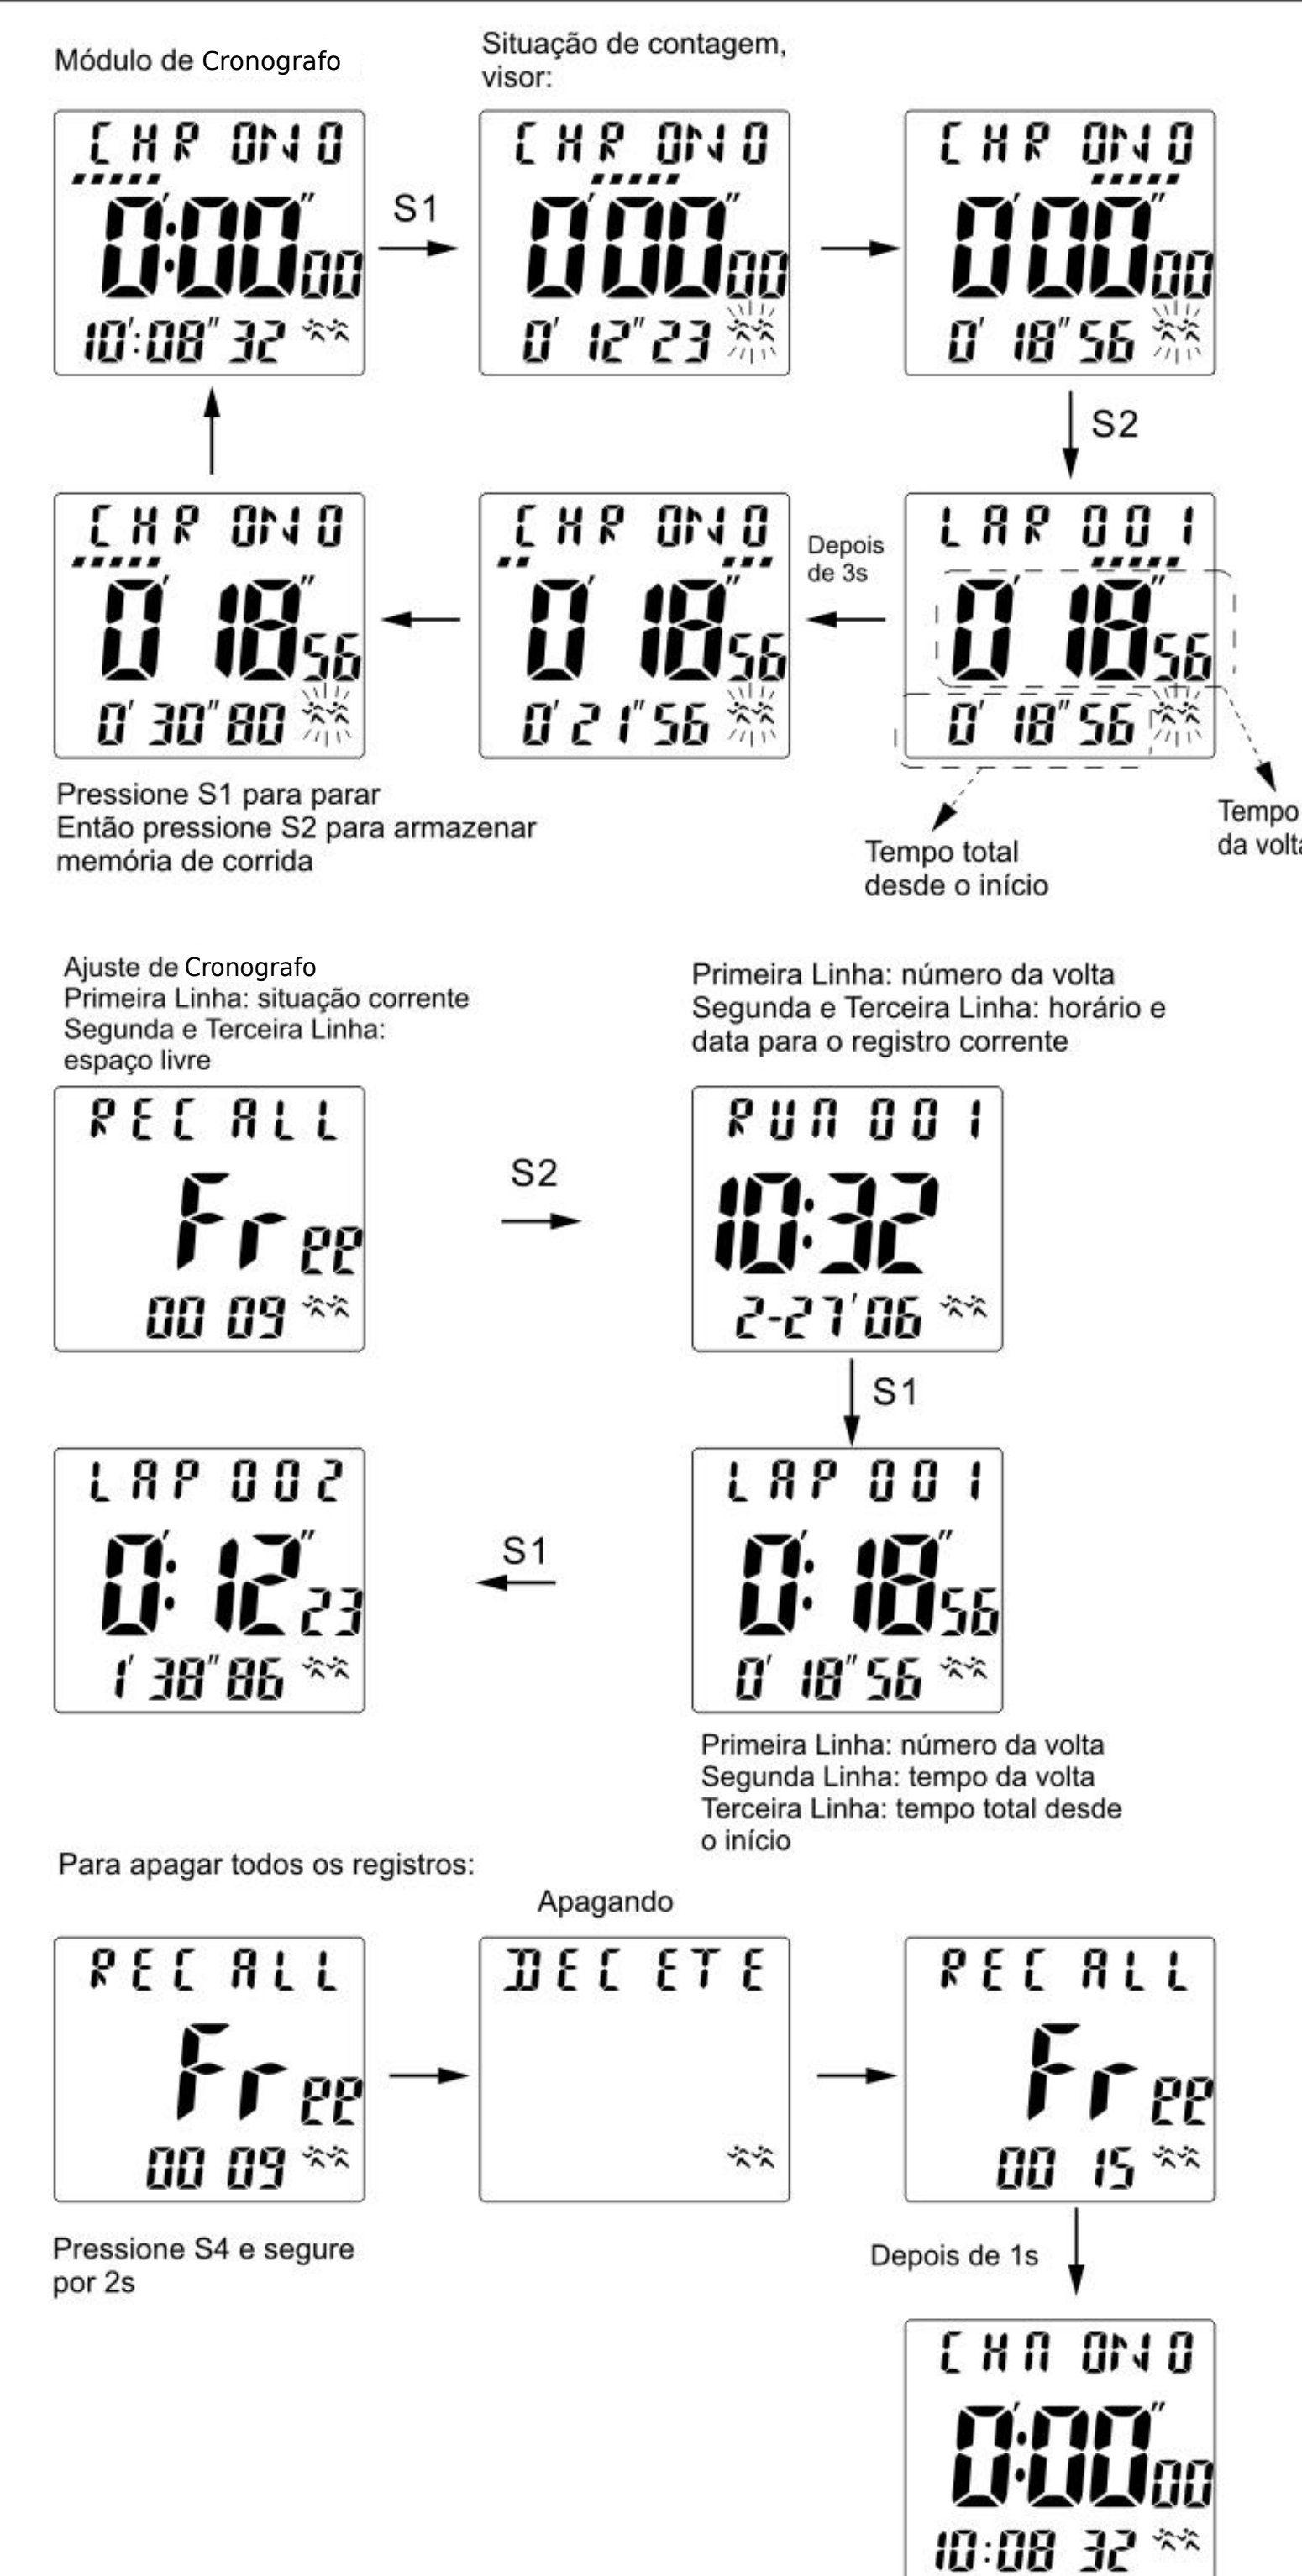 Módulo de Cronografo
Situação de contagem,
visor:
CHR ONO
0:00 00
10':08" 32
S1
CHR ONO
0'00"00
0' 12"23
CHR ONO
0'00"00
0' 18"56
S2
CHR ONO
0' 18"56
0' 30"80
CHR ONO
0' 18"56
0'21"56
Depois
de 3s
LAP 001
0' 18"56
0' 18"56
Pressione S1 para parar
Então pressione S2 para armazenar
memória de corrida
Tempo total
desde o início
Tempo
da volta
Ajuste de Cronografo
Primeira Linha: situação corrente
Segunda e Terceira Linha:
espaço livre
Primeira Linha: número da volta
Segunda e Terceira Linha: horário e
data para o registro corrente
REC ALL
Free
00 09
S2
RUN 001
10:32
2-27'06
S1
LAP 002
0:12"23
1'38"86
S1
LAP 001
0:18"56
0' 18"56
Primeira Linha: número da volta
Segunda Linha: tempo da volta
Terceira Linha: tempo total desde
o início
Para apagar todos os registros:
Apagando
REC ALL
Free
00 09
DEC ETE
REC ALL
Free
00 15
Pressione S4 e segure
por 2s
Depois de 1s
CHN ONO
0:00"00
10:08 32